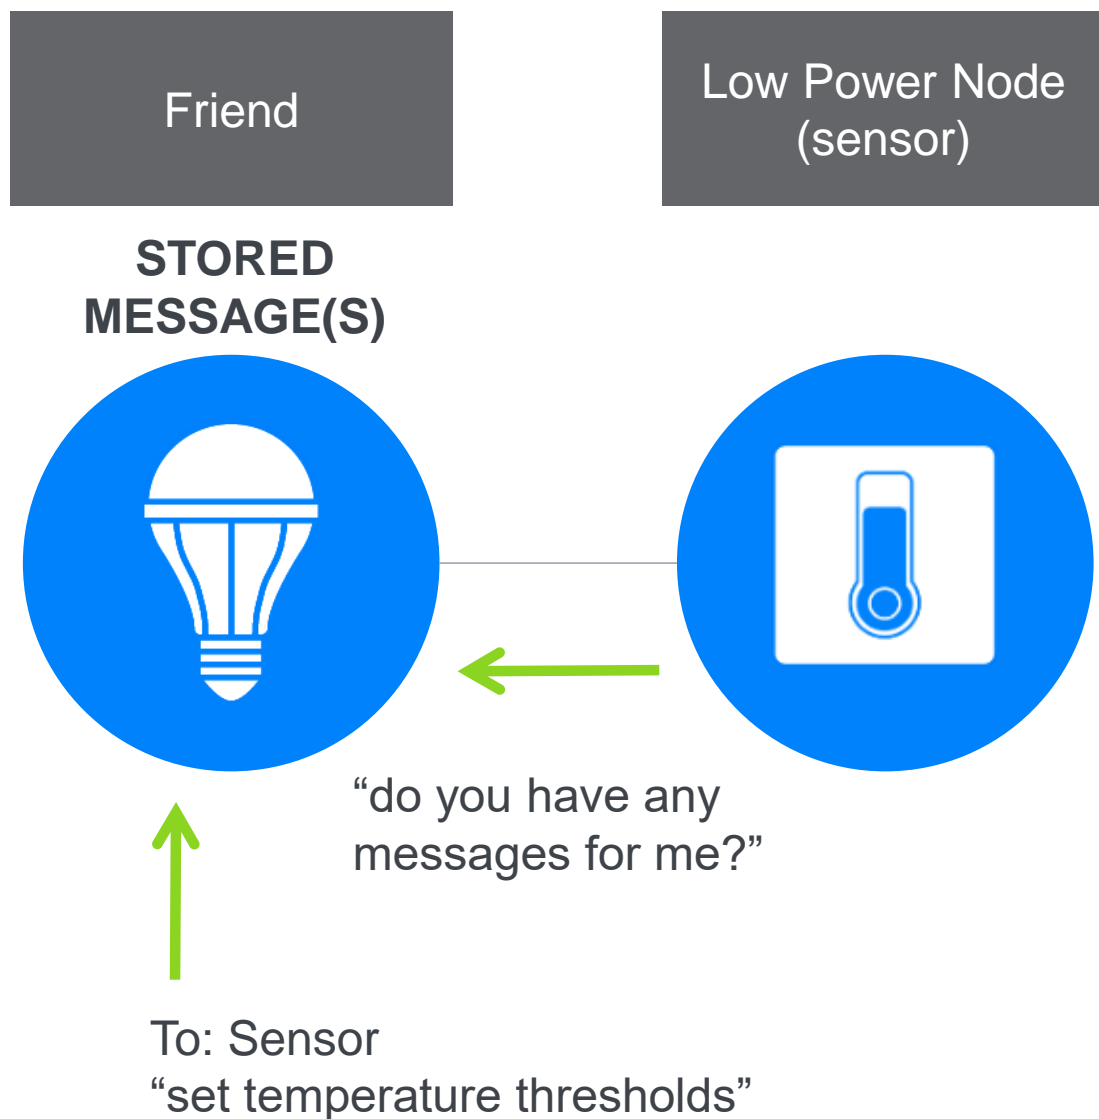 Friend
Low Power Node
(sensor)
STORED
MESSAGE(S)
“do you have any
messages for me?”
To: Sensor
“set temperature thresholds”